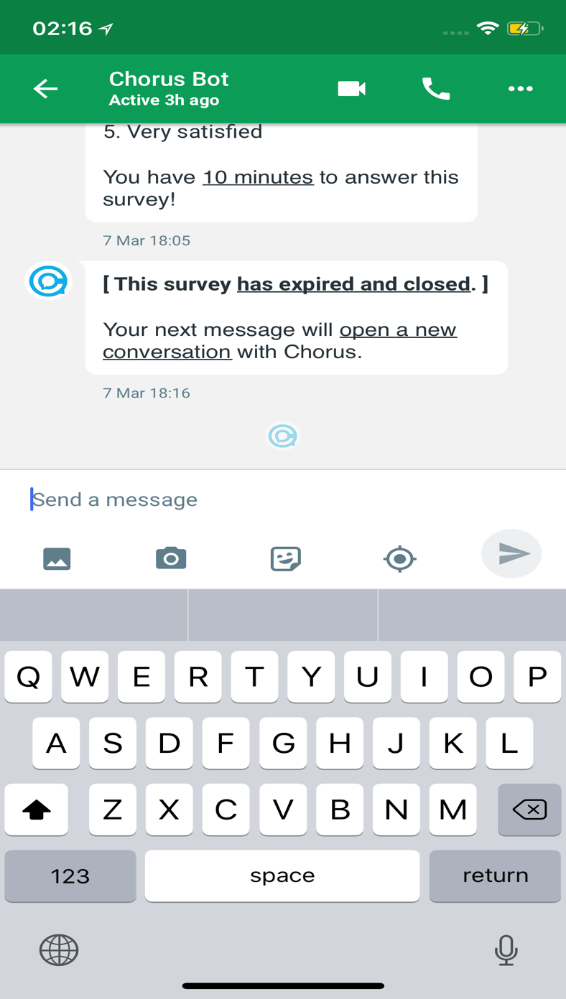 02:16
Chorus Bot
Active 3h ago
5. Very satisfied
You have 10 minutes to answer this
survey!
7 Mar 18:05
[ This survey has expired and closed. ]
Your next message will open a new
conversation with Chorus.
7 Mar 18:16
Send a message
Q W E R T Y U I O P
A S D F G H J K L
Z X C V B N M
123 space return